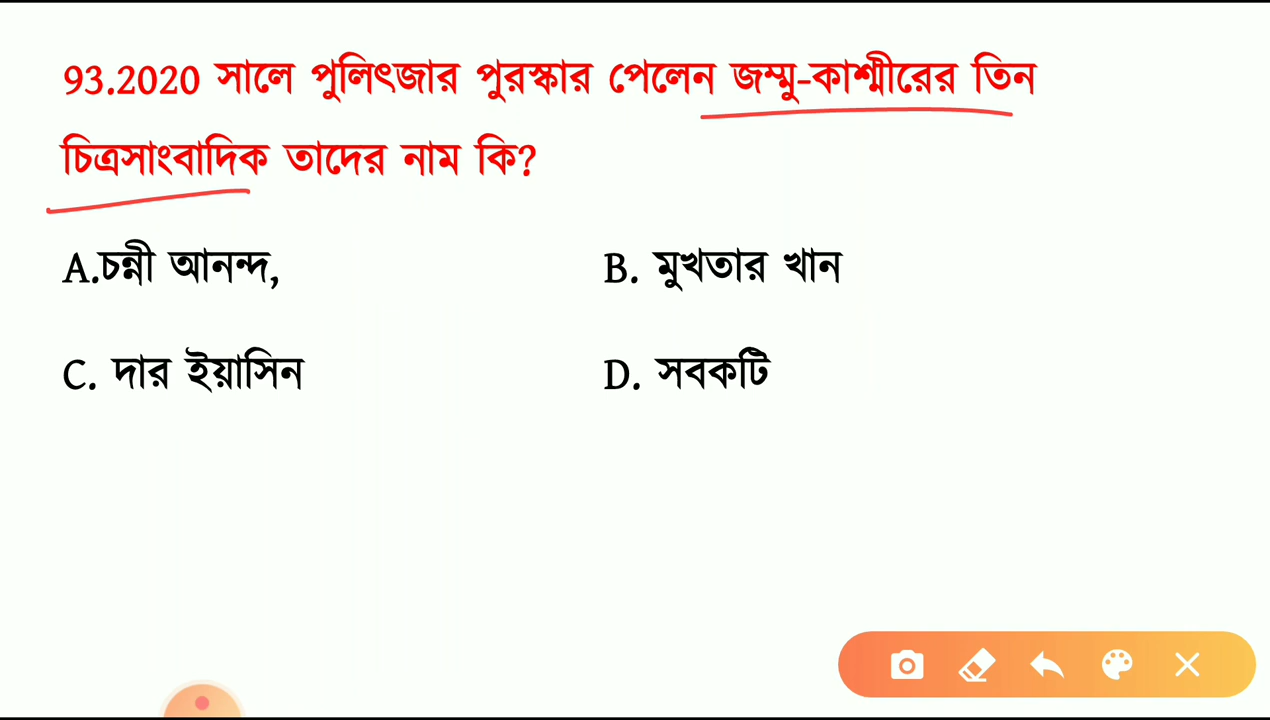 93.2020 সালে পুলিৎজার পুরস্কার পেলেন জম্মু-কাশ্মীরের তিন
চিত্রসাংবাদিক তাদের নাম কি?
A.চন্নী আনন্দ,
B. মুখতার খান
C. দার ইয়াসিন
D. সবকটি